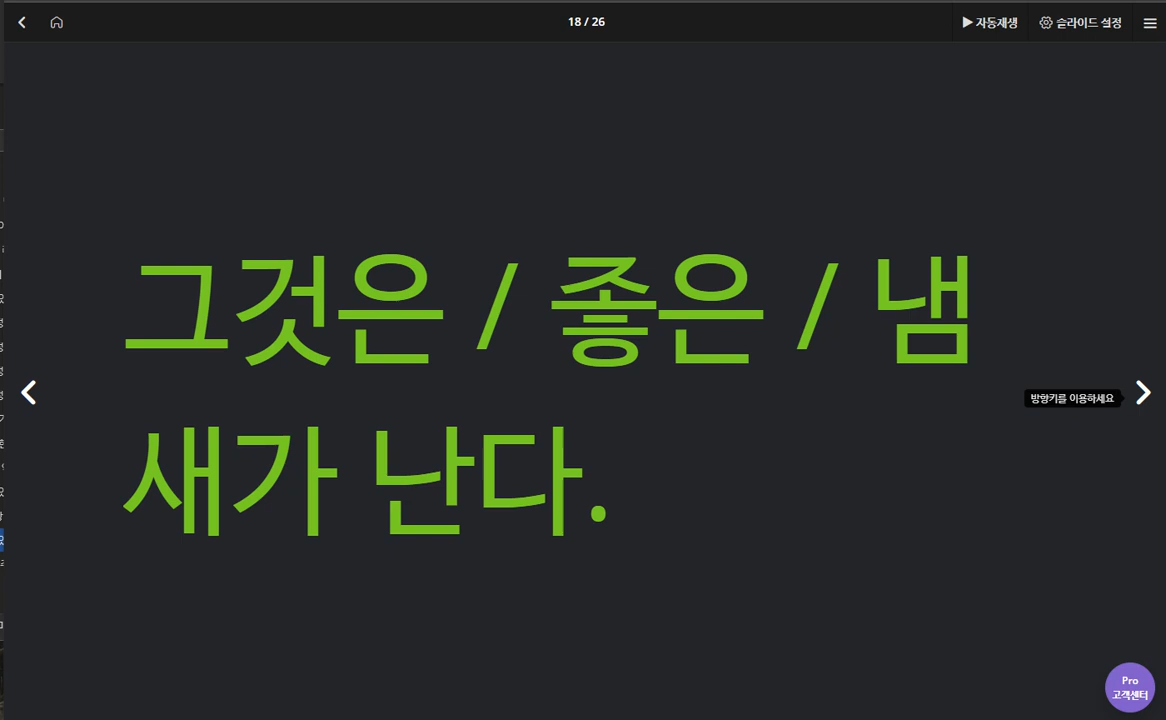 18 / 26
▶ 자동재생
슬라이드 설정
그것은 / 좋은 / 냄
새가 난다.
방향키를 이용하세요
Pro
고객센터